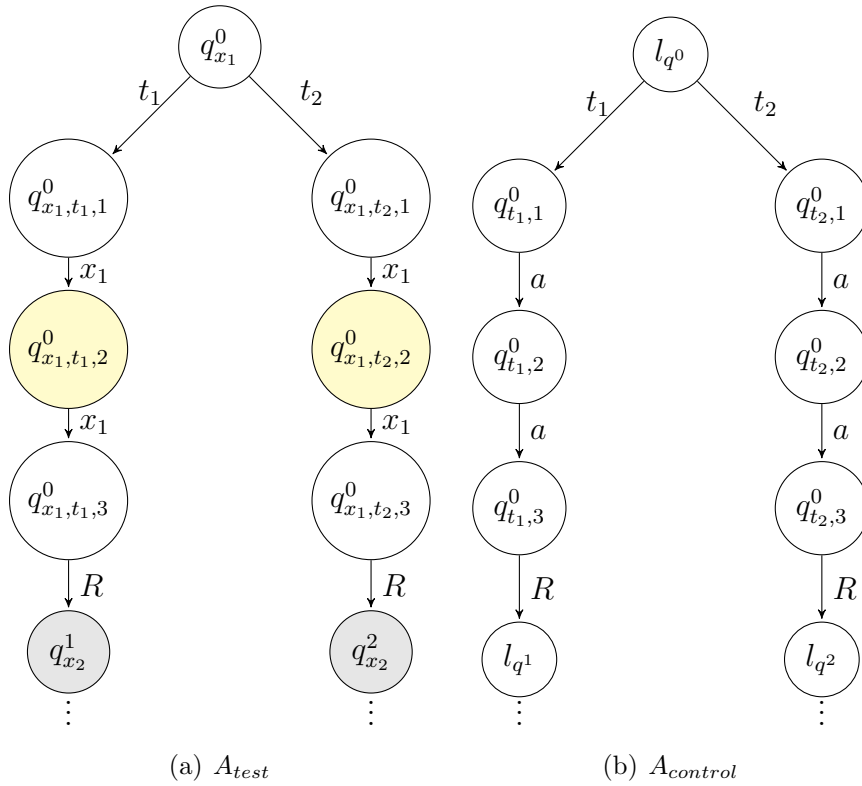 q^0_{x_1} l_{q^0}
t_1 t_2 t_1 t_2
q^0_{x_1,t_1,1} q^0_{x_1,t_2,1} q^0_{t_1,1} q^0_{t_2,1}
x_1 x_1 a a
q^0_{x_1,t_1,2} q^0_{x_1,t_2,2} q^0_{t_1,2} q^0_{t_2,2}
x_1 x_1 a a
q^0_{x_1,t_1,3} q^0_{x_1,t_2,3} q^0_{t_1,3} q^0_{t_2,3}
R R R R
q^1_{x_2} q^2_{x_2} l_{q^1} l_{q^2}
⋮ ⋮ ⋮ ⋮
(a) A_{test} (b) A_{control}